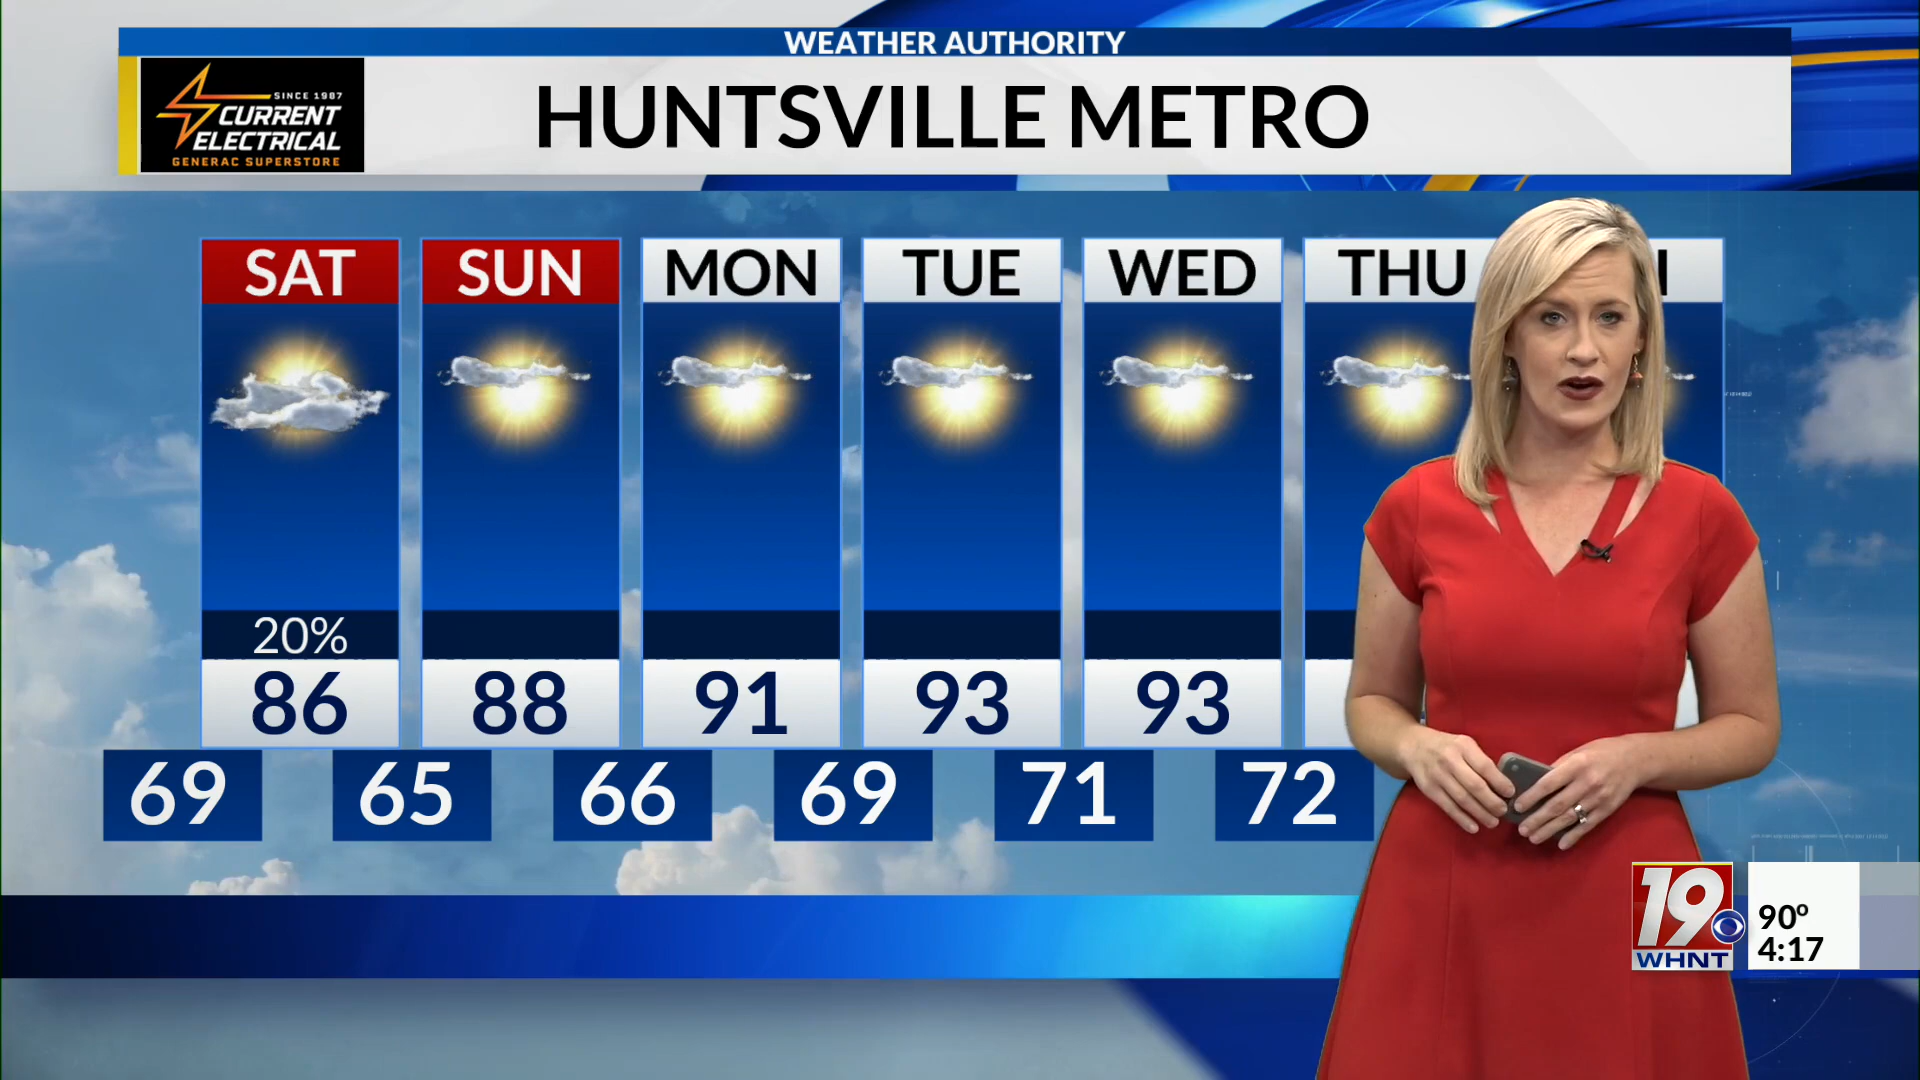 WEATHER AUTHORITY
SINCE 1987
CURRENT
ELECTRICAL
GENERAC SUPERSTORE
HUNTSVILLE METRO
SAT SUN MON TUE WED THU
20%
86 88 91 93 93
69 65 66 69 71 72
19
WHNT
90º
4:17